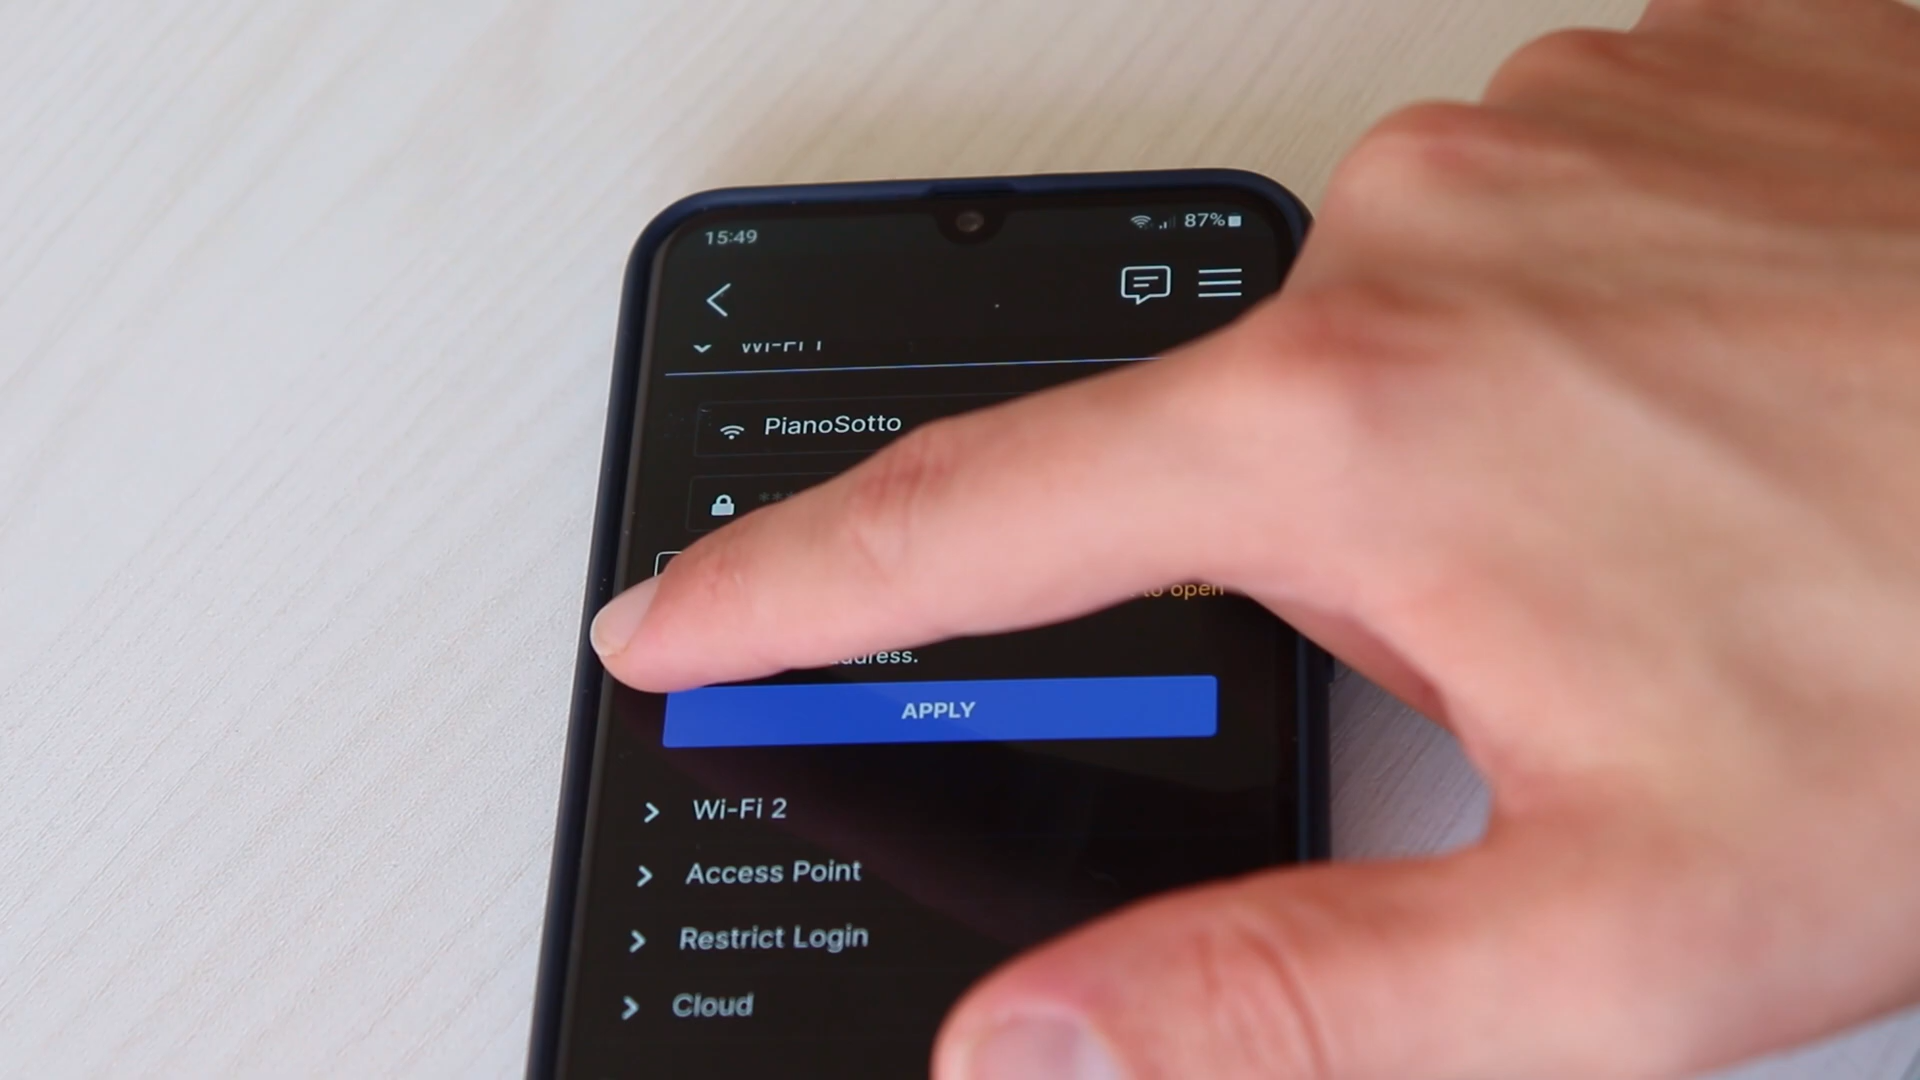 15:49 87%
Wi-Fi 1
PianoSotto
***
to open
address.
APPLY
Wi-Fi 2
Access Point
Restrict Login
Cloud